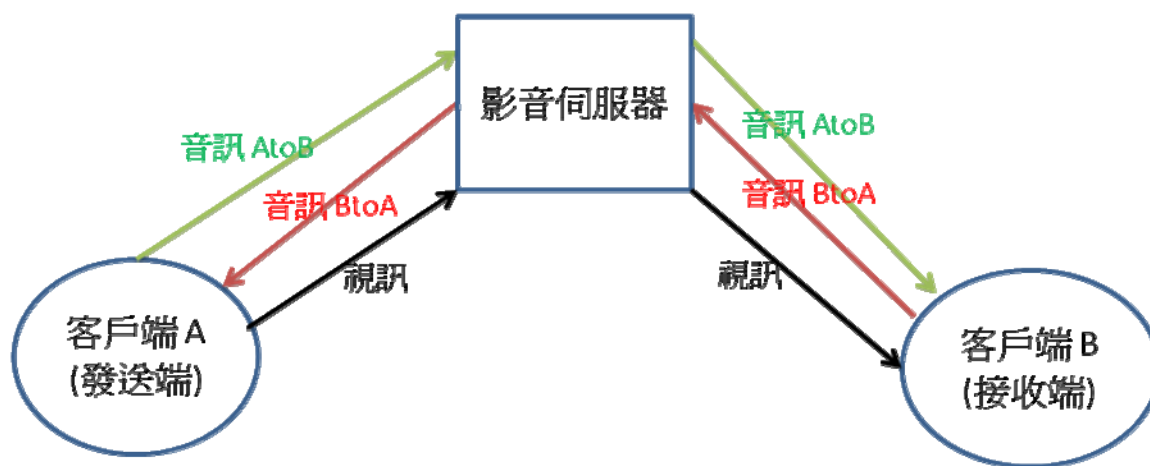 影音伺服器
音訊 AtoB
音訊 AtoB
音訊 BtoA
音訊 BtoA
視訊
視訊
客戶端 A
(發送端)
客戶端 B
(接收端)